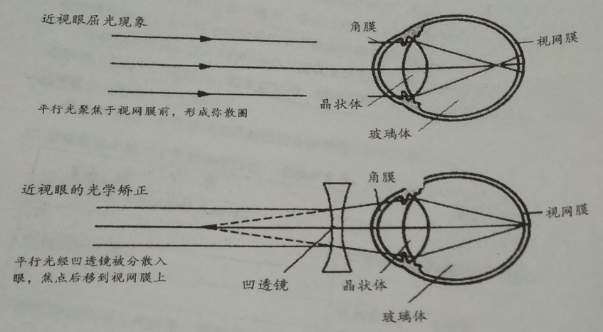 近视眼屈光现象
角膜
视网膜
晶状体
平行光聚焦于视网膜前，形成弥散圈
玻璃体
近视眼的光学矫正
角膜
视网膜
平行光经凹透镜被分散入
眼，焦点后移到视网膜上
凹透镜
晶状体
玻璃体